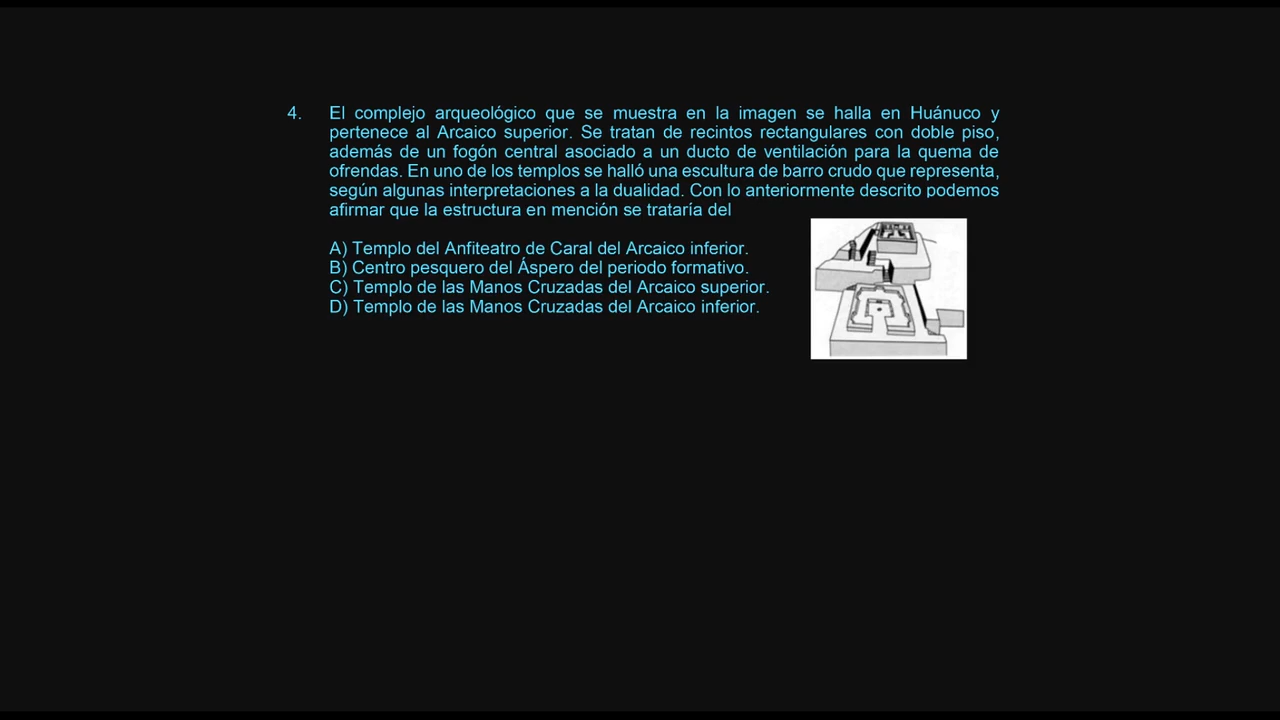 4. El complejo arqueológico que se muestra en la imagen se halla en Huánuco y
pertenece al Arcaico superior. Se tratan de recintos rectangulares con doble piso,
además de un fogón central asociado a un ducto de ventilación para la quema de
ofrendas. En uno de los templos se halló una escultura de barro crudo que representa,
según algunas interpretaciones a la dualidad. Con lo anteriormente descrito podemos
afirmar que la estructura en mención se trataría del
A) Templo del Anfiteatro de Caral del Arcaico inferior.
B) Centro pesquero del Áspero del periodo formativo.
C) Templo de las Manos Cruzadas del Arcaico superior.
D) Templo de las Manos Cruzadas del Arcaico inferior.